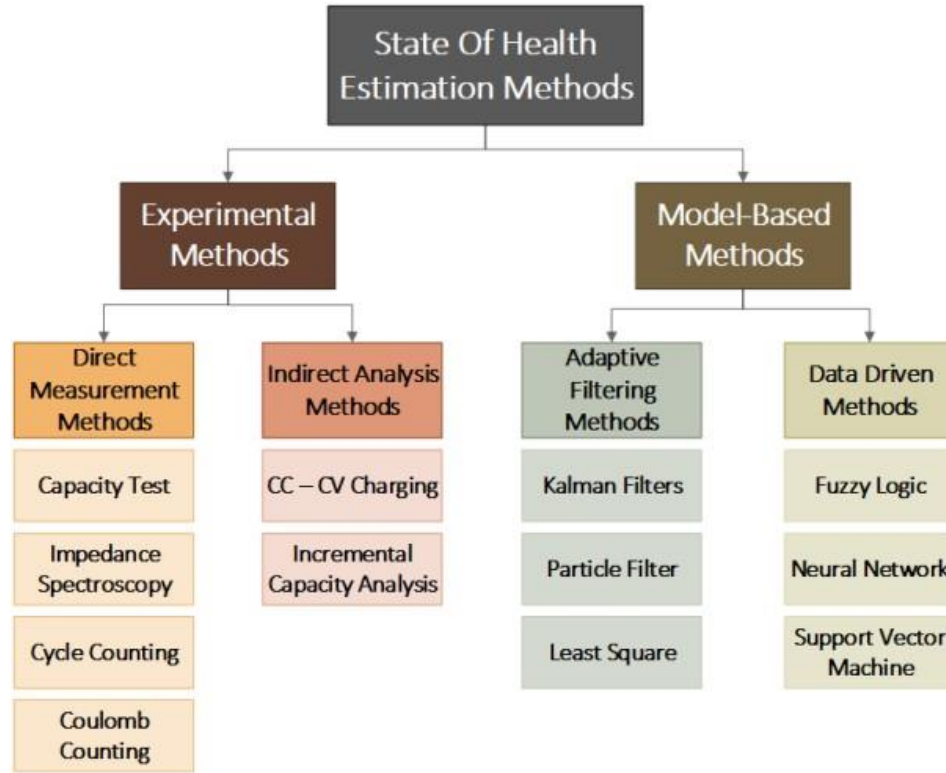 State Of Health
Estimation Methods
Experimental
Methods
Model-Based
Methods
Direct
Measurement
Methods
Indirect Analysis
Methods
Adaptive
Filtering
Methods
Data Driven
Methods
Capacity Test
CC – CV Charging
Kalman Filters
Fuzzy Logic
Impedance
Spectroscopy
Incremental
Capacity Analysis
Particle Filter
Neural Network
Cycle Counting
Least Square
Support Vector
Machine
Coulomb
Counting